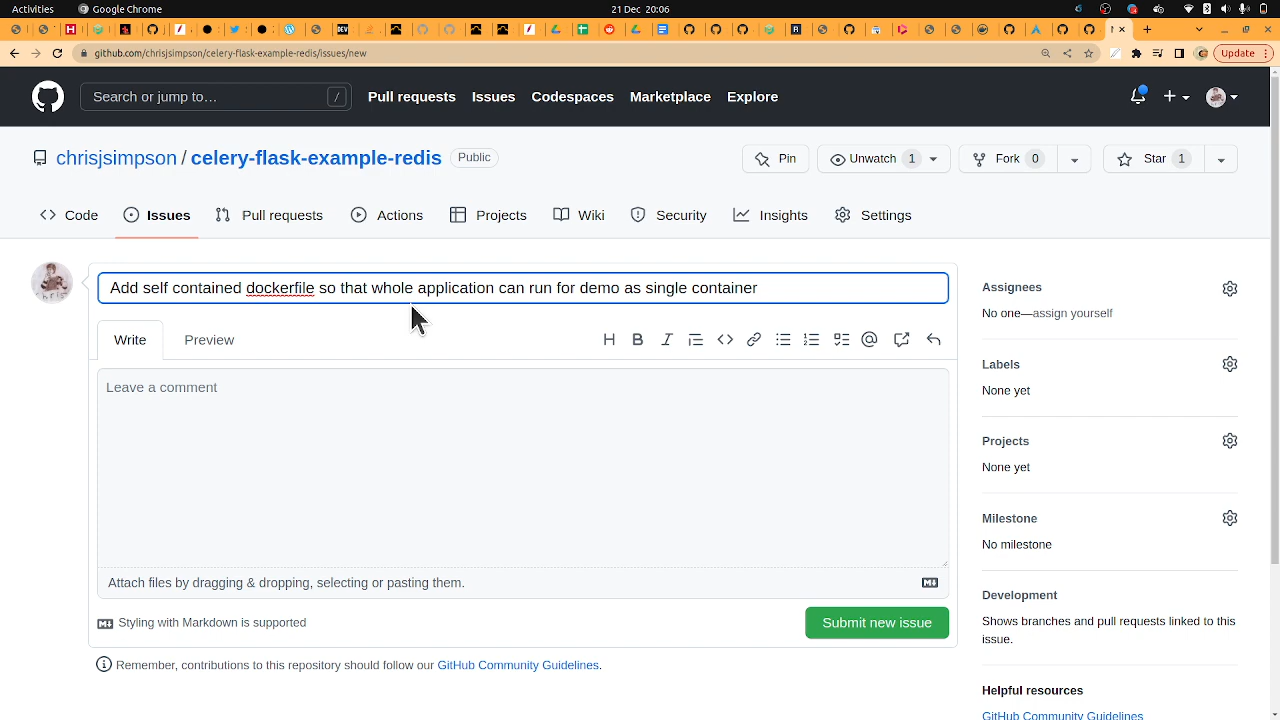 Activities Google Chrome 21 Dec 20:06
github.com/chrisjsimpson/celery-flask-example-redis/issues/new Update
Search or jump to… / Pull requests Issues Codespaces Marketplace Explore
chrisjsimpson / celery-flask-example-redis Public Pin Unwatch 1 Fork 0 Star 1
Code Issues Pull requests Actions Projects Wiki Security Insights Settings
Add self contained dockerfile so that whole application can run for demo as single container
Write Preview
Leave a comment
Attach files by dragging & dropping, selecting or pasting them.
Styling with Markdown is supported
Submit new issue
Remember, contributions to this repository should follow our GitHub Community Guidelines.
Assignees
No one—assign yourself
Labels
None yet
Projects
None yet
Milestone
No milestone
Development
Shows branches and pull requests linked to this
issue.
Helpful resources
GitHub Community Guidelines